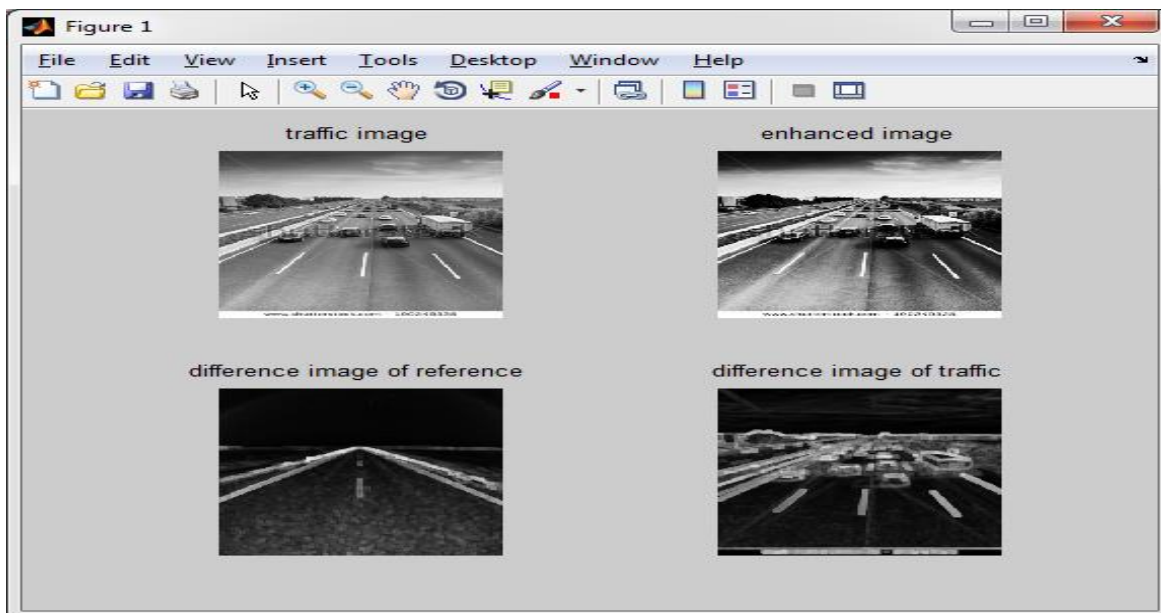 Figure 1
File Edit View Insert Tools Desktop Window Help
traffic image
enhanced image
difference image of reference
difference image of traffic